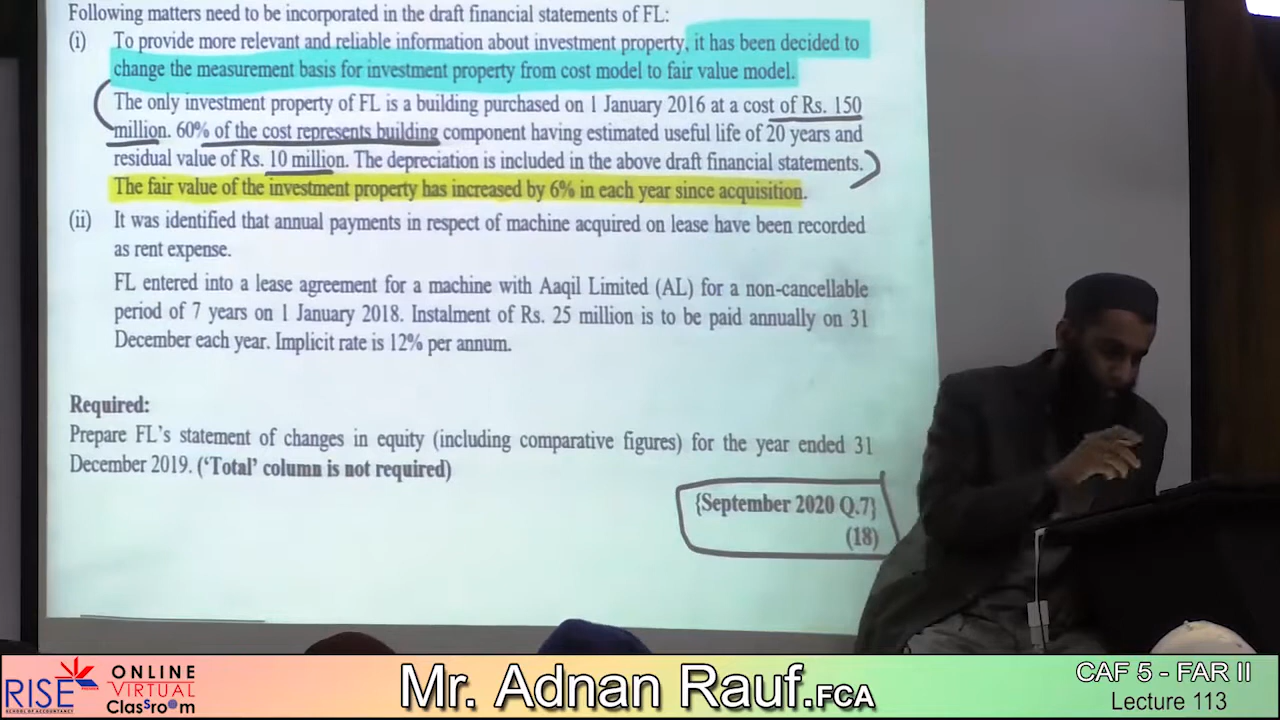 Following matters need to be incorporated in the draft financial statements of FL:
(i) To provide more relevant and reliable information about investment property, it has been decided to
change the measurement basis for investment property from cost model to fair value model.
The only investment property of FL is a building purchased on 1 January 2016 at a cost of Rs. 150
million. 60% of the cost represents building component having estimated useful life of 20 years and
residual value of Rs. 10 million. The depreciation is included in the above draft financial statements.
The fair value of the investment property has increased by 6% in each year since acquisition.
(ii) It was identified that annual payments in respect of machine acquired on lease have been recorded
as rent expense.
FL entered into a lease agreement for a machine with Aaqil Limited (AL) for a non-cancellable
period of 7 years on 1 January 2018. Instalment of Rs. 25 million is to be paid annually on 31
December each year. Implicit rate is 12% per annum.
Required:
Prepare FL's statement of changes in equity (including comparative figures) for the year ended 31
December 2019. ('Total' column is not required)
{September 2020 Q.7}
(18)
RISE
SCHOOL OF ACCOUNTANCY
ONLINE
VIRTUAL
ClasSro@m
Mr. Adnan Rauf.FCA
CAF 5 - FAR II
Lecture 113